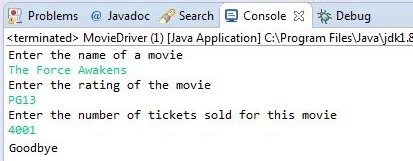 Problems @ Javadoc Search Console Debug
<terminated> MovieDriver (1) [Java Application] C:\Program Files\Java\jdk1.8
Enter the name of a movie
The Force Awakens
Enter the rating of the movie
PG13
Enter the number of tickets sold for this movie
4001
Goodbye